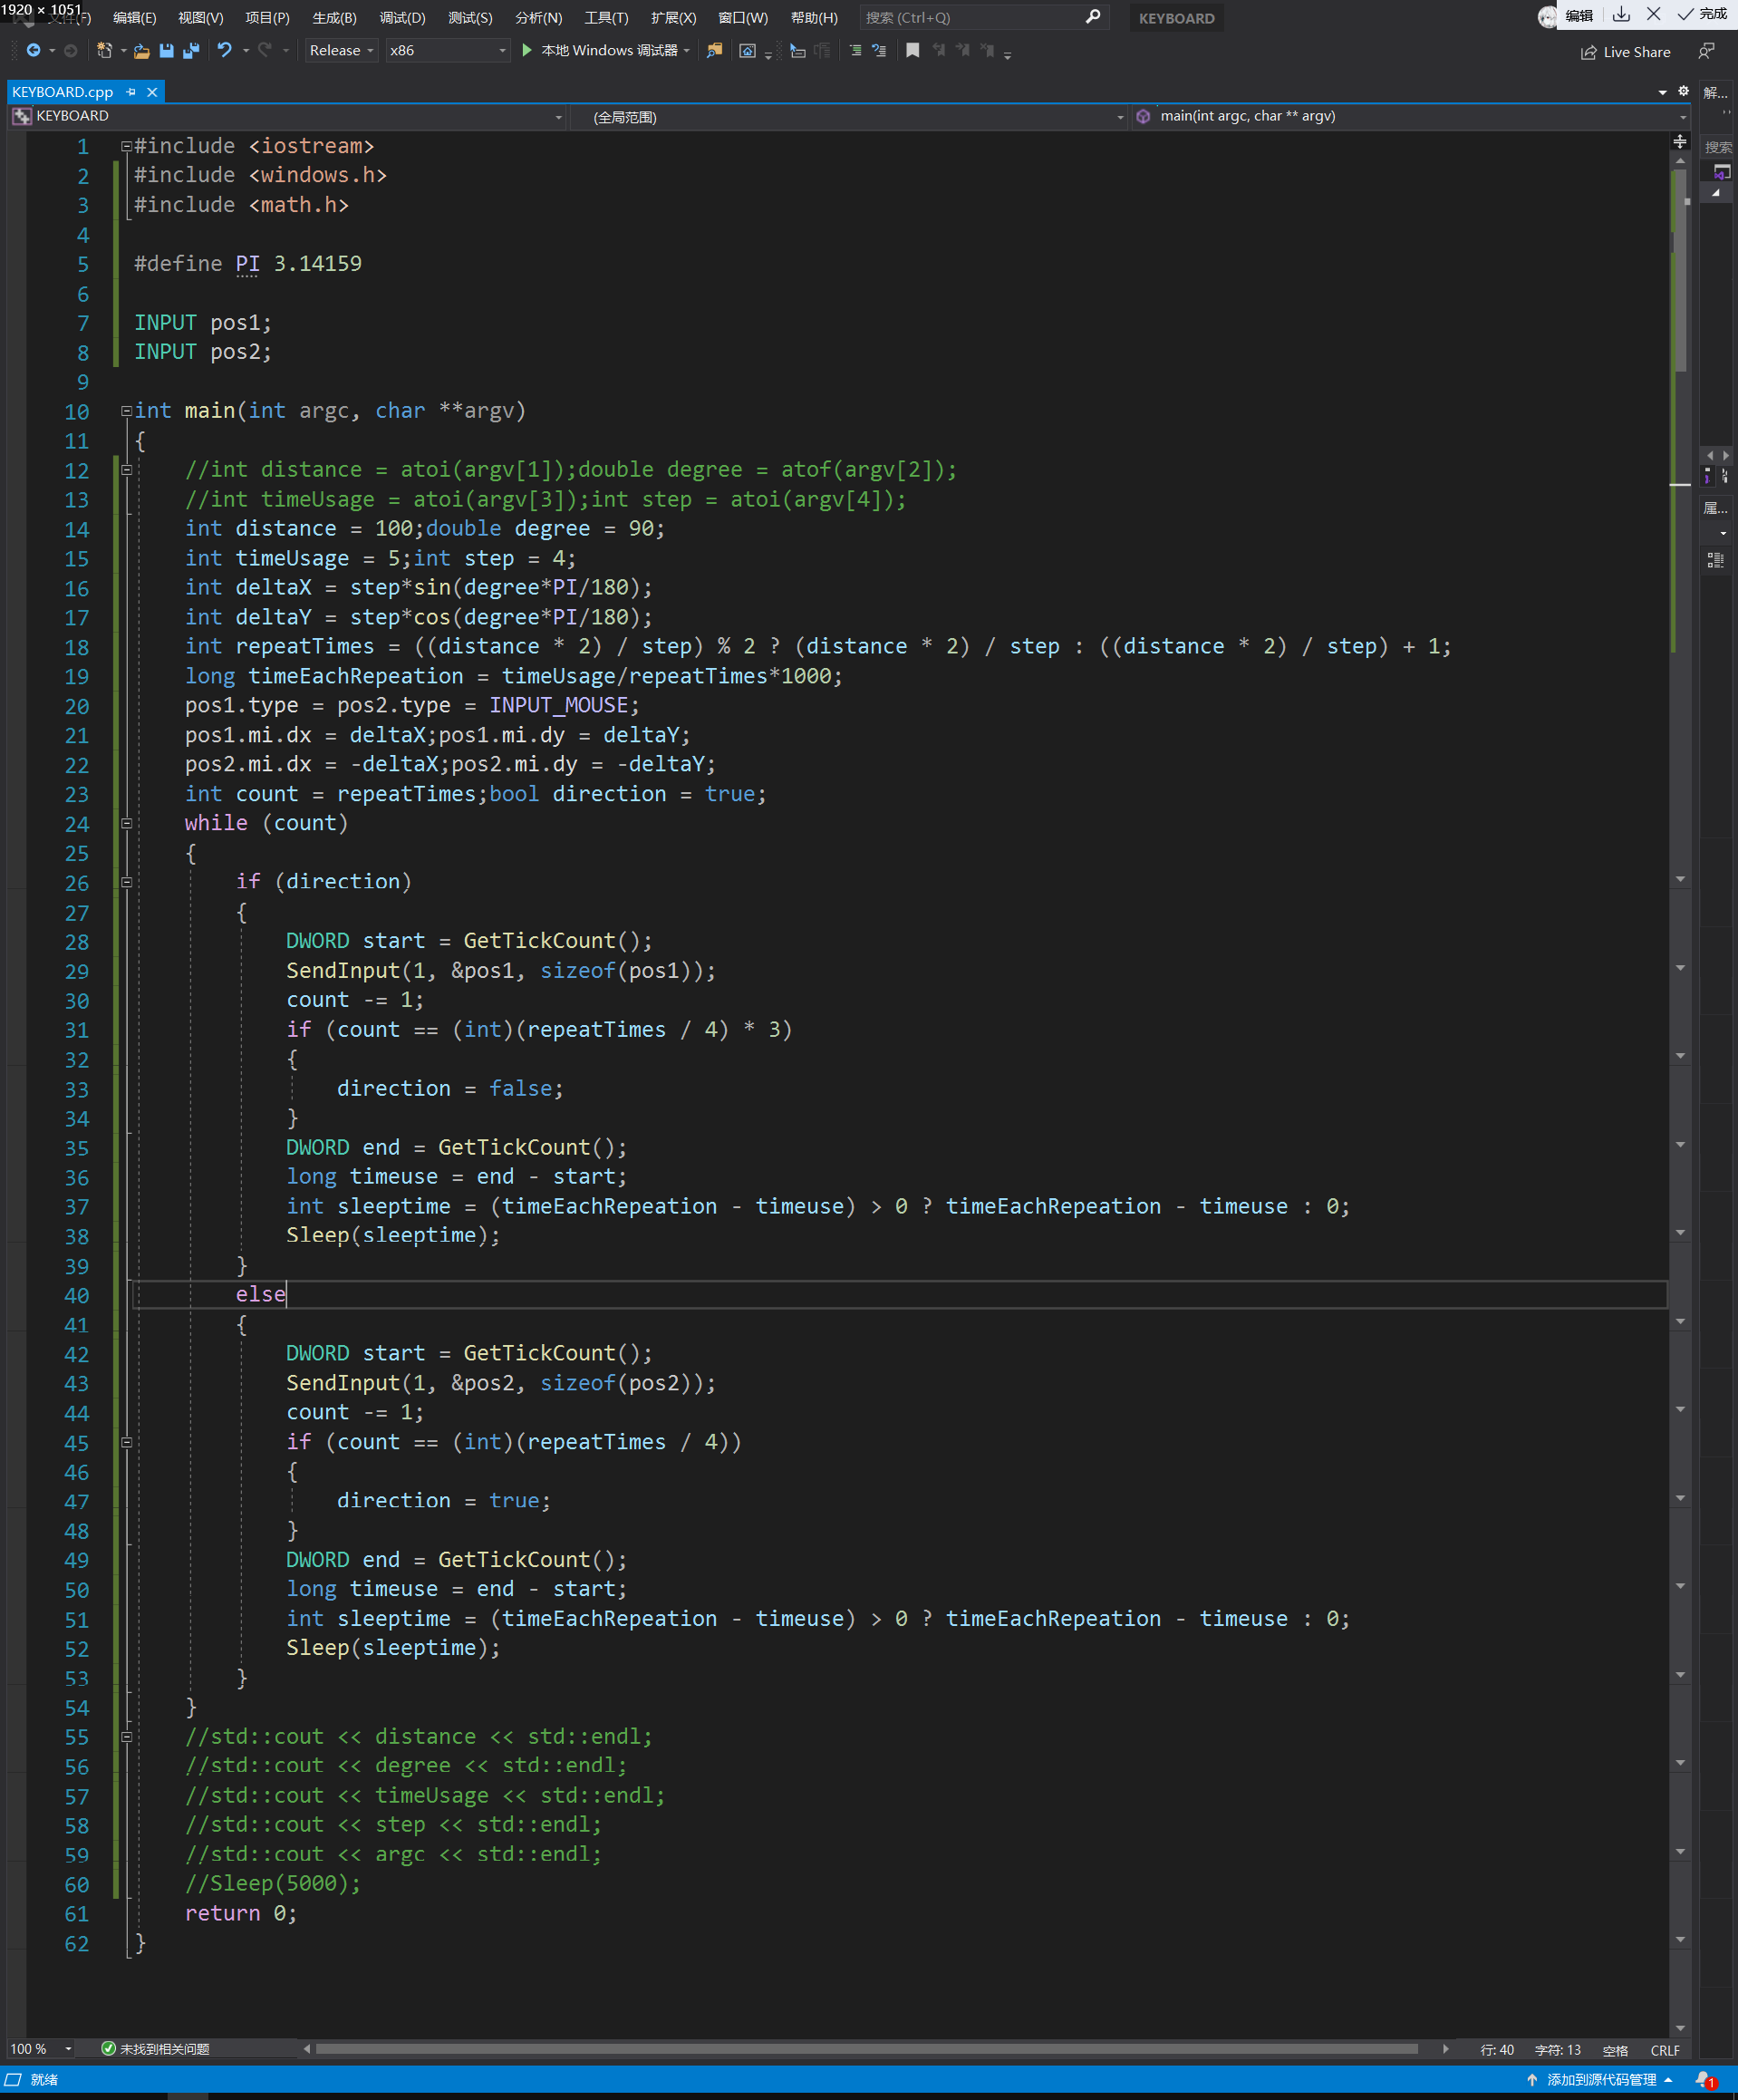 1920 × 1051
文件(F) 编辑(E) 视图(V) 项目(P) 生成(B) 调试(D) 测试(S) 分析(N) 工具(T) 扩展(X) 窗口(W) 帮助(H) 搜索 (Ctrl+Q) KEYBOARD 编辑 完成
Release x86 本地 Windows 调试器 Live Share
KEYBOARD.cpp 解...
KEYBOARD (全局范围) main(int argc, char ** argv)
搜索
属...
1 #include <iostream>
2 #include <windows.h>
3 #include <math.h>
4
5 #define PI 3.14159
6
7 INPUT pos1;
8 INPUT pos2;
9
10 int main(int argc, char **argv)
11 {
12 //int distance = atoi(argv[1]);double degree = atof(argv[2]);
13 //int timeUsage = atoi(argv[3]);int step = atoi(argv[4]);
14 int distance = 100;double degree = 90;
15 int timeUsage = 5;int step = 4;
16 int deltaX = step*sin(degree*PI/180);
17 int deltaY = step*cos(degree*PI/180);
18 int repeatTimes = ((distance * 2) / step) % 2 ? (distance * 2) / step : ((distance * 2) / step) + 1;
19 long timeEachRepeation = timeUsage/repeatTimes*1000;
20 pos1.type = pos2.type = INPUT_MOUSE;
21 pos1.mi.dx = deltaX;pos1.mi.dy = deltaY;
22 pos2.mi.dx = -deltaX;pos2.mi.dy = -deltaY;
23 int count = repeatTimes;bool direction = true;
24 while (count)
25 {
26 if (direction)
27 {
28 DWORD start = GetTickCount();
29 SendInput(1, &pos1, sizeof(pos1));
30 count -= 1;
31 if (count == (int)(repeatTimes / 4) * 3)
32 {
33 direction = false;
34 }
35 DWORD end = GetTickCount();
36 long timeuse = end - start;
37 int sleeptime = (timeEachRepeation - timeuse) > 0 ? timeEachRepeation - timeuse : 0;
38 Sleep(sleeptime);
39 }
40 else
41 {
42 DWORD start = GetTickCount();
43 SendInput(1, &pos2, sizeof(pos2));
44 count -= 1;
45 if (count == (int)(repeatTimes / 4))
46 {
47 direction = true;
48 }
49 DWORD end = GetTickCount();
50 long timeuse = end - start;
51 int sleeptime = (timeEachRepeation - timeuse) > 0 ? timeEachRepeation - timeuse : 0;
52 Sleep(sleeptime);
53 }
54 }
55 //std::cout << distance << std::endl;
56 //std::cout << degree << std::endl;
57 //std::cout << timeUsage << std::endl;
58 //std::cout << step << std::endl;
59 //std::cout << argc << std::endl;
60 //Sleep(5000);
61 return 0;
62 }
100 % 未找到相关问题 行: 40 字符: 13 空格 CRLF
就绪 添加到源代码管理 1